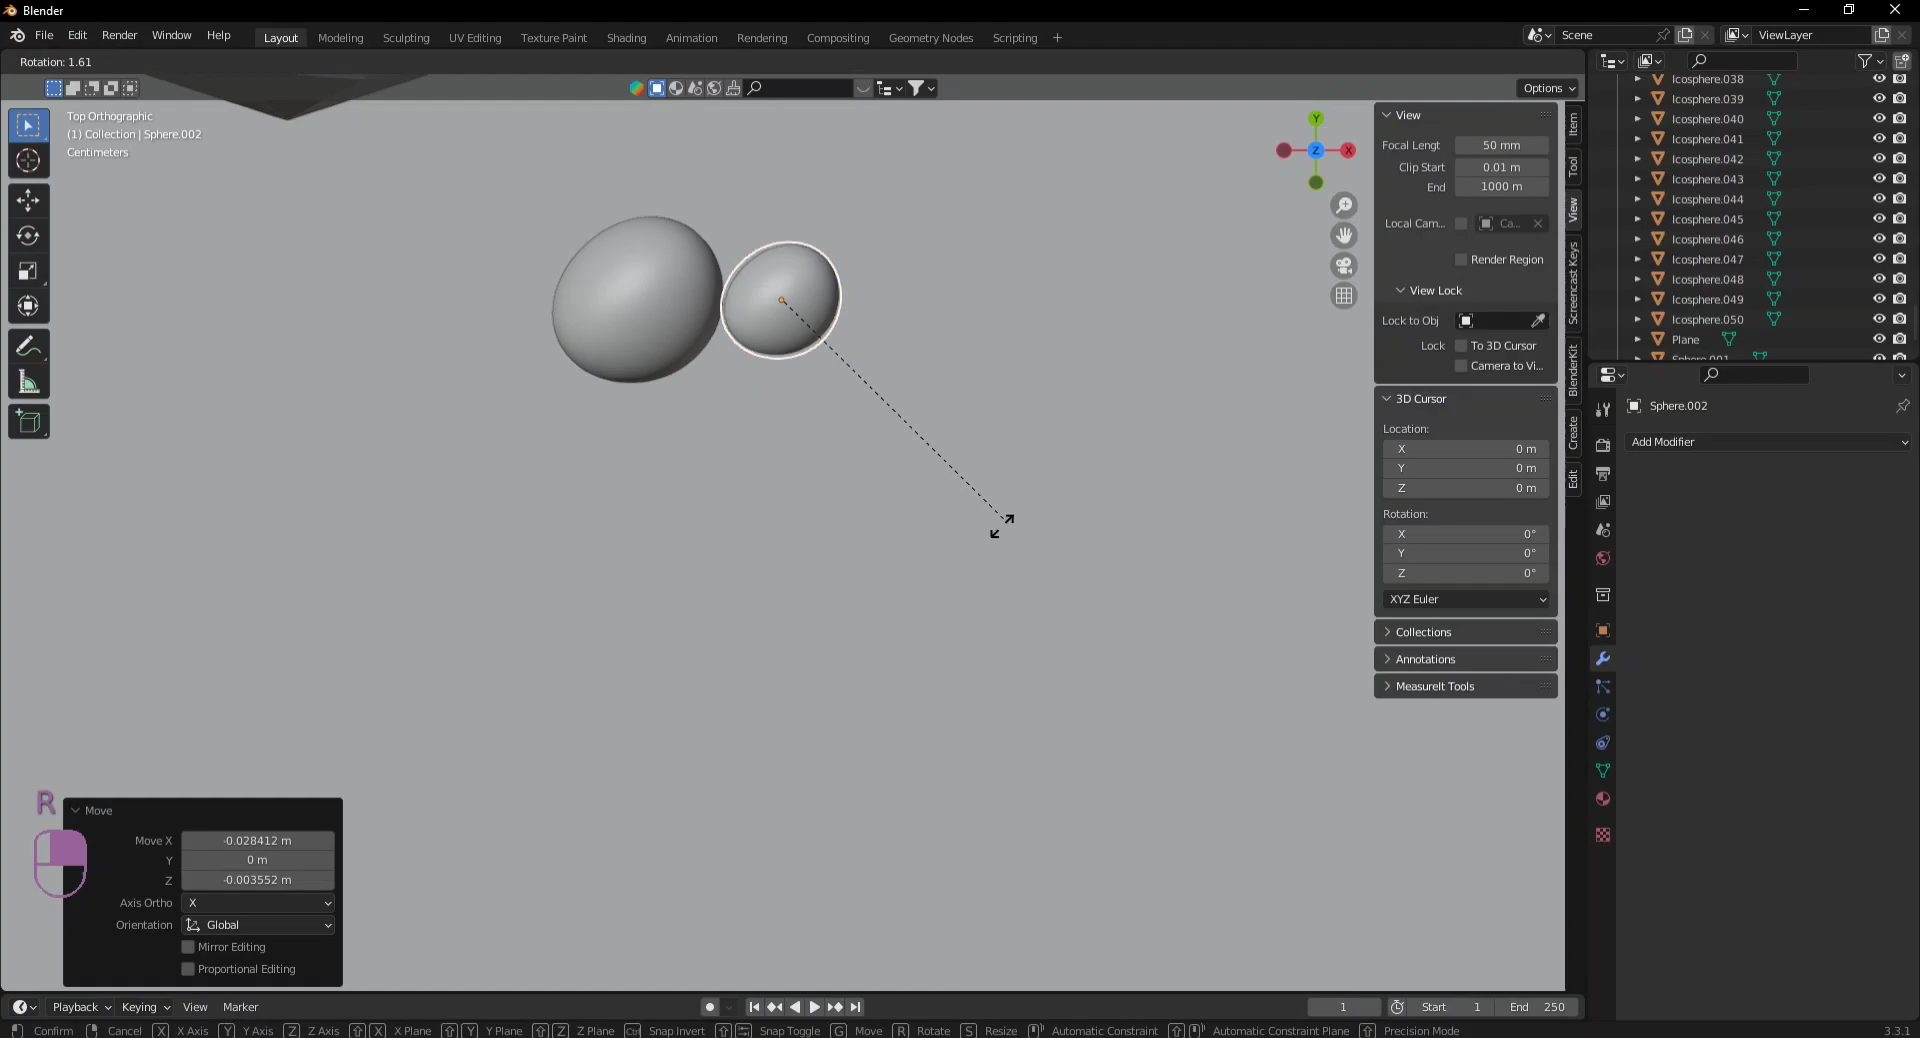 Blender
File Edit Render Window Help Layout Modeling Sculpting UV Editing Texture Paint Shading Animation Rendering Compositing Geometry Nodes Scripting + Scene ViewLayer
Rotation: 1.61
Options
Top Orthographic
(1) Collection | Sphere.002
Centimeters
Y
Z
X
View
Focal Lengt 50 mm
Clip Start 0.01 m
End 1000 m
Local Cam... Ca...
Render Region
View Lock
Lock to Obj
Lock To 3D Cursor
Camera to Vi...
3D Cursor
Location:
X 0 m
Y 0 m
Z 0 m
Rotation:
X 0°
Y 0°
Z 0°
XYZ Euler
Collections
Annotations
MeasureIt Tools
Item
Tool
View
Screencast Keys
BlenderKit
Create
Edit
Icosphere.038
Icosphere.039
Icosphere.040
Icosphere.041
Icosphere.042
Icosphere.043
Icosphere.044
Icosphere.045
Icosphere.046
Icosphere.047
Icosphere.048
Icosphere.049
Icosphere.050
Plane
Sphere.001
Sphere.002
Add Modifier
R
Move
Move X -0.028412 m
Y 0 m
Z -0.003552 m
Axis Ortho X
Orientation Global
Mirror Editing
Proportional Editing
Playback Keying View Marker 1 Start 1 End 250
Confirm Cancel X X Axis Y Y Axis Z Z Axis X X Plane Y Y Plane Z Z Plane Ctrl Snap Invert Snap Toggle G Move R Rotate S Resize Automatic Constraint Automatic Constraint Plane Precision Mode 3.3.1